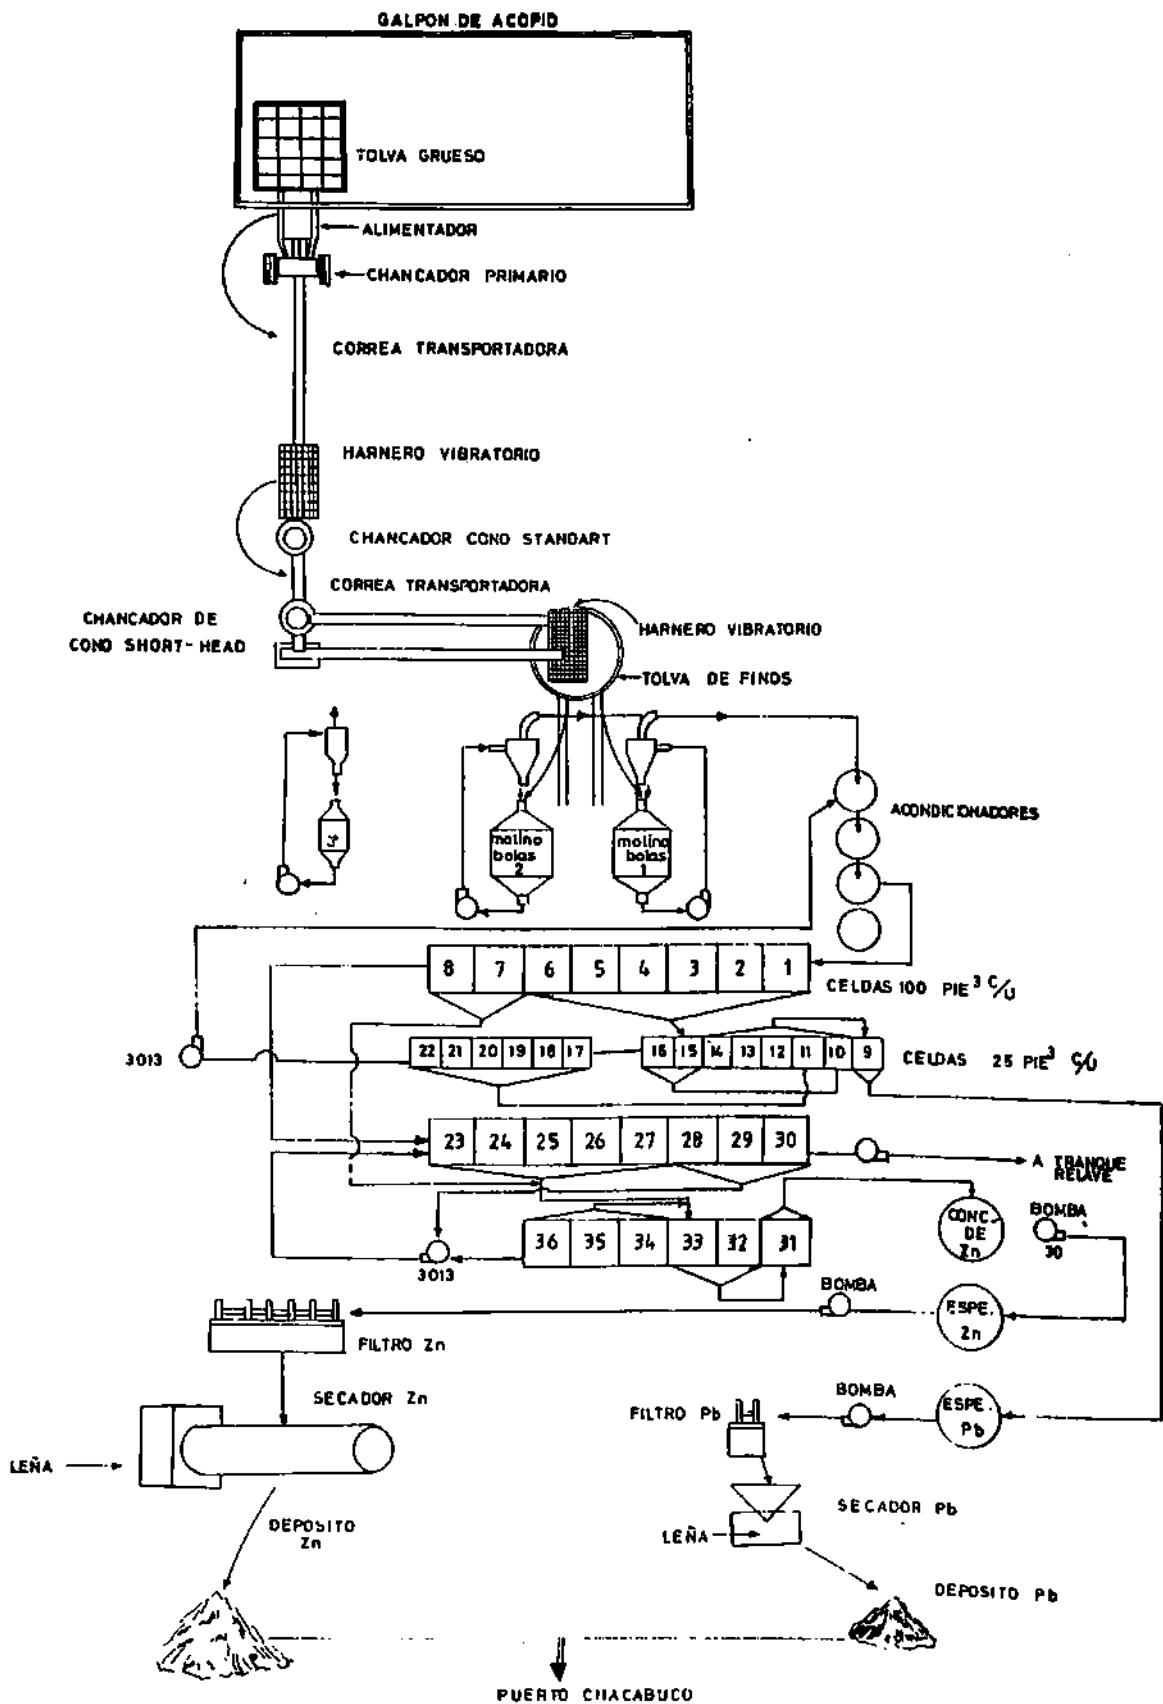 GALPON DE ACOPIO
TOLVA GRUESO
ALIMENTADOR
CHANCADOR PRIMARIO
CORREA TRANSPORTADORA
HARNERO VIBRATORIO
CHANCADOR CONO STANDART
CORREA TRANSPORTADORA
CHANCADOR DE
CONO SHORT-HEAD
HARNERO VIBRATORIO
TOLVA DE FINOS
ACONDICIONADORES
molino
bolas
2
molino
bolas
1
8 7 6 5 4 3 2 1
CELDAS 100 PIE³ C/U
3013
22 21 20 19 18 17
16 15 14 13 12 11 10 9
CELDAS 25 PIE³ C/U
23 24 25 26 27 28 29 30
A TRANQUE
RELAVE
36 35 34 33 32 31
CONC.
DE
Zn
BOMBA
30
3013
BOMBA
ESPE.
Zn
FILTRO Zn
SECADOR Zn
BOMBA
ESPE.
Pb
FILTRO Pb
LEÑA
SECADOR Pb
LEÑA
DEPOSITO
Zn
DEPOSITO Pb
PUERTO CHACABUCO